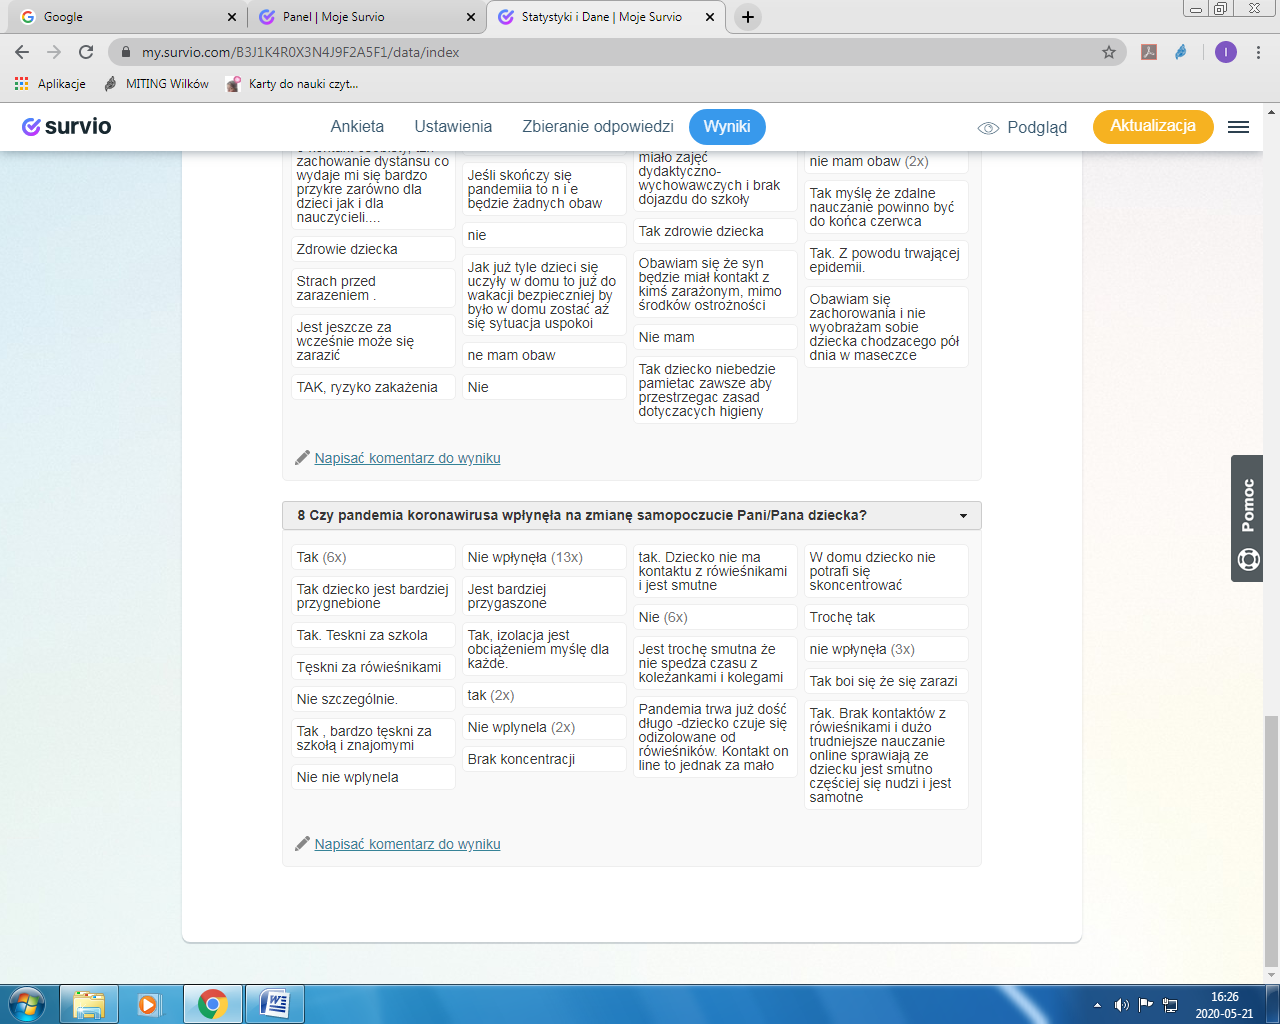 Google
Panel | Moje Survio
Statystyki i Dane | Moje Survio
my.survio.com/B3J1K4R0X3N4J9F2A5F1/data/index
Aplikacje
MITING Wilków
Karty do nauki czyt...
survio
Ankieta
Ustawienia
Zbieranie odpowiedzi
Wyniki
Podgląd
Aktualizacja
zachowanie dystansu co
wydaje mi się bardzo
przykre zarówno dla
dzieci jak i dla
nauczycieli....
Zdrowie dziecka
Strach przed
zarazeniem .
Jest jeszcze za
wcześnie może się
zarazić
TAK, ryzyko zakażenia
Jeśli skończy się
pandemiia to n i e
będzie żadnych obaw
nie
Jak już tyle dzieci się
uczyły w domu to już do
wakacji bezpieczniej by
było w domu zostać aż
się sytuacja uspokoi
ne mam obaw
Nie
miało zajęć
dydaktyczno-
wychowawczych i brak
dojazdu do szkoły
Tak zdrowie dziecka
Obawiam się że syn
będzie miał kontakt z
kimś zarażonym, mimo
środków ostrożności
Nie mam
Tak dziecko niebedzie
pamietac zawsze aby
przestrzegac zasad
dotyczacych higieny
nie mam obaw (2x)
Tak myślę że zdalne
nauczanie powinno być
do końca czerwca
Tak. Z powodu trwającej
epidemii.
Obawiam się
zachorowania i nie
wyobrażam sobie
dziecka chodzacego pół
dnia w maseczce
Napisać komentarz do wyniku
8 Czy pandemia koronawirusa wpłynęła na zmianę samopoczucie Pani/Pana dziecka?
Tak (6x)
Tak dziecko jest bardziej
przygnebione
Tak. Teskni za szkola
Tęskni za rówieśnikami
Nie szczególnie.
Tak , bardzo tęskni za
szkołą i znajomymi
Nie nie wplynela
Nie wpłynęła (13x)
Jest bardziej
przygaszone
Tak, izolacja jest
obciążeniem myślę dla
każde.
tak (2x)
Nie wplynela (2x)
Brak koncentracji
tak. Dziecko nie ma
kontaktu z rówieśnikami
i jest smutne
Nie (6x)
Jest trochę smutna że
nie spedza czasu z
koleżankami i kolegami
Pandemia trwa już dość
długo -dziecko czuje się
odizolowane od
rówieśników. Kontakt on
line to jednak za mało
W domu dziecko nie
potrafi się
skoncentrować
Trochę tak
nie wpłynęła (3x)
Tak boi się że się zarazi
Tak. Brak kontaktów z
rówieśnikami i dużo
trudniejsze nauczanie
online sprawiają ze
dziecku jest smutno
częściej się nudzi i jest
samotne
Napisać komentarz do wyniku
Pomoc
16:26
2020-05-21